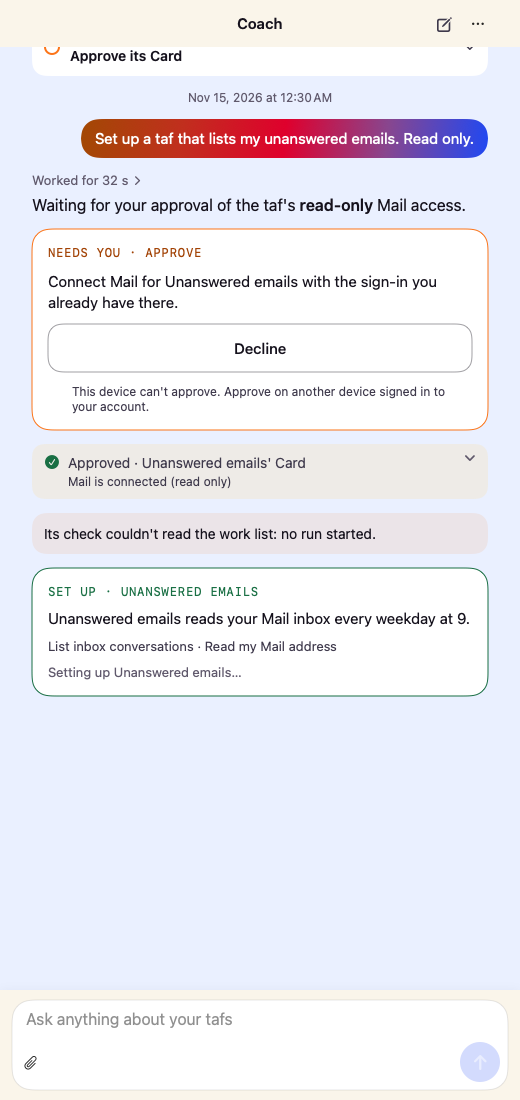 Coach
Approve its Card
Nov 15, 2026 at 12:30 AM
Set up a taf that lists my unanswered emails. Read only.
Worked for 32 s
Waiting for your approval of the taf's read-only Mail access.
NEEDS YOU · APPROVE
Connect Mail for Unanswered emails with the sign-in you
already have there.
Decline
This device can't approve. Approve on another device signed in to
your account.
Approved · Unanswered emails' Card
Mail is connected (read only)
Its check couldn't read the work list: no run started.
SET UP · UNANSWERED EMAILS
Unanswered emails reads your Mail inbox every weekday at 9.
List inbox conversations · Read my Mail address
Setting up Unanswered emails…
Ask anything about your tafs